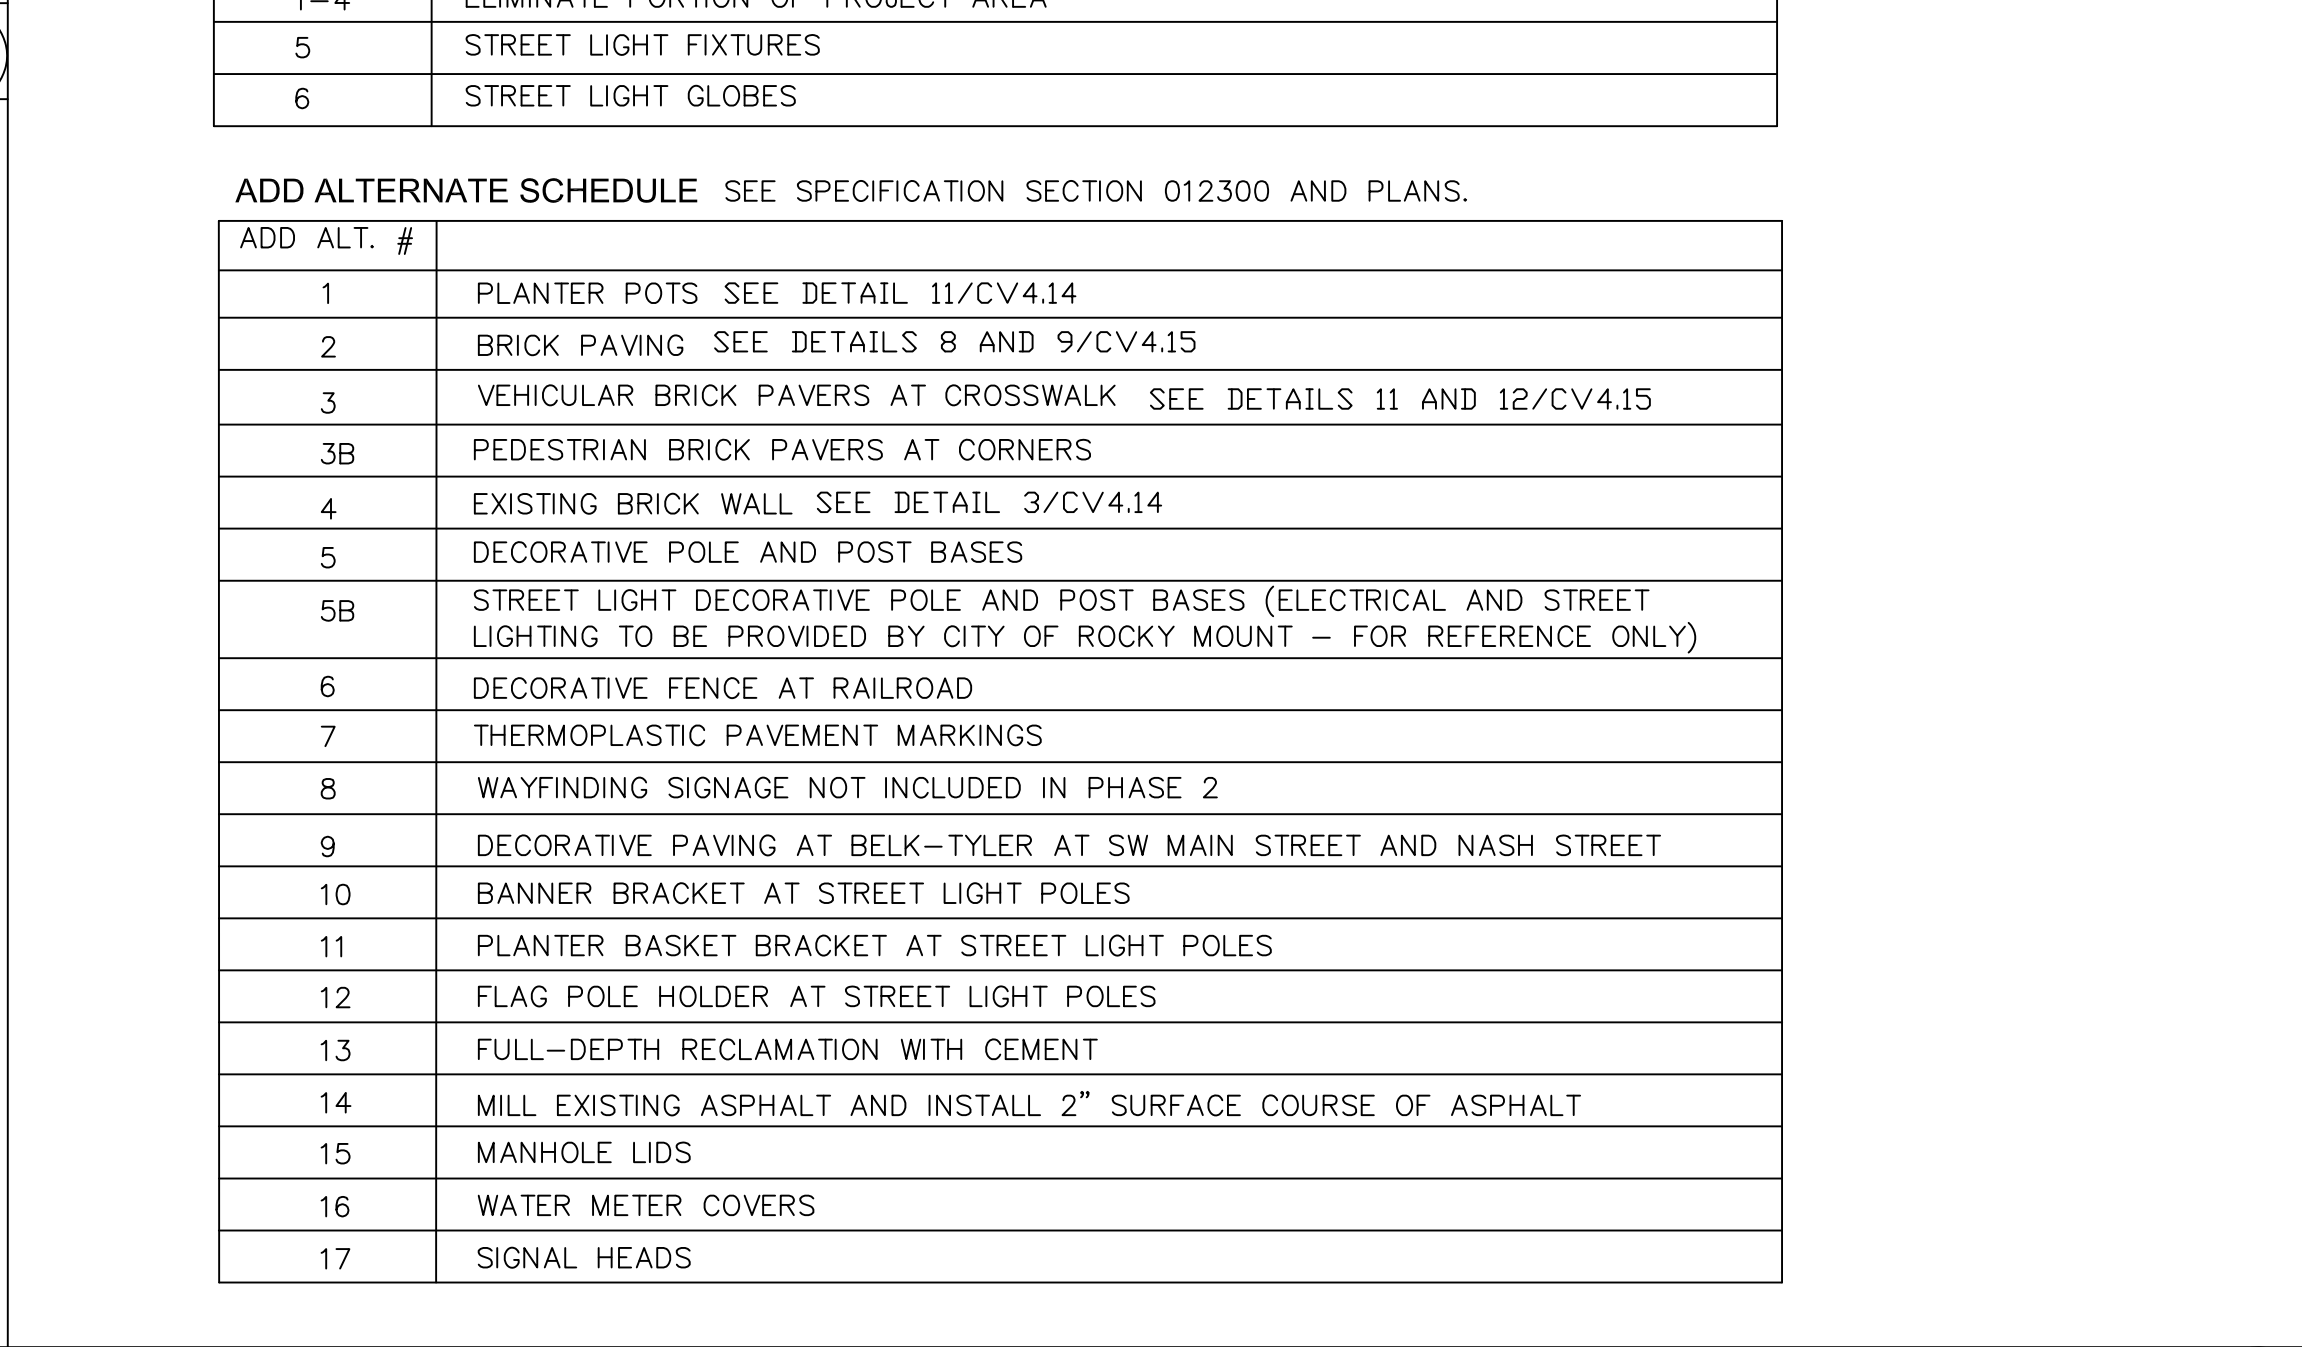 1–4 ELIMINATE PORTION OF PROJECT AREA
5 STREET LIGHT FIXTURES
6 STREET LIGHT GLOBES
ADD ALTERNATE SCHEDULE SEE SPECIFICATION SECTION 012300 AND PLANS.
ADD ALT. #
1 PLANTER POTS SEE DETAIL 11/CV4.14
2 BRICK PAVING SEE DETAILS 8 AND 9/CV4.15
3 VEHICULAR BRICK PAVERS AT CROSSWALK SEE DETAILS 11 AND 12/CV4.15
3B PEDESTRIAN BRICK PAVERS AT CORNERS
4 EXISTING BRICK WALL SEE DETAIL 3/CV4.14
5 DECORATIVE POLE AND POST BASES
5B STREET LIGHT DECORATIVE POLE AND POST BASES (ELECTRICAL AND STREET
LIGHTING TO BE PROVIDED BY CITY OF ROCKY MOUNT – FOR REFERENCE ONLY)
6 DECORATIVE FENCE AT RAILROAD
7 THERMOPLASTIC PAVEMENT MARKINGS
8 WAYFINDING SIGNAGE NOT INCLUDED IN PHASE 2
9 DECORATIVE PAVING AT BELK–TYLER AT SW MAIN STREET AND NASH STREET
10 BANNER BRACKET AT STREET LIGHT POLES
11 PLANTER BASKET BRACKET AT STREET LIGHT POLES
12 FLAG POLE HOLDER AT STREET LIGHT POLES
13 FULL–DEPTH RECLAMATION WITH CEMENT
14 MILL EXISTING ASPHALT AND INSTALL 2” SURFACE COURSE OF ASPHALT
15 MANHOLE LIDS
16 WATER METER COVERS
17 SIGNAL HEADS